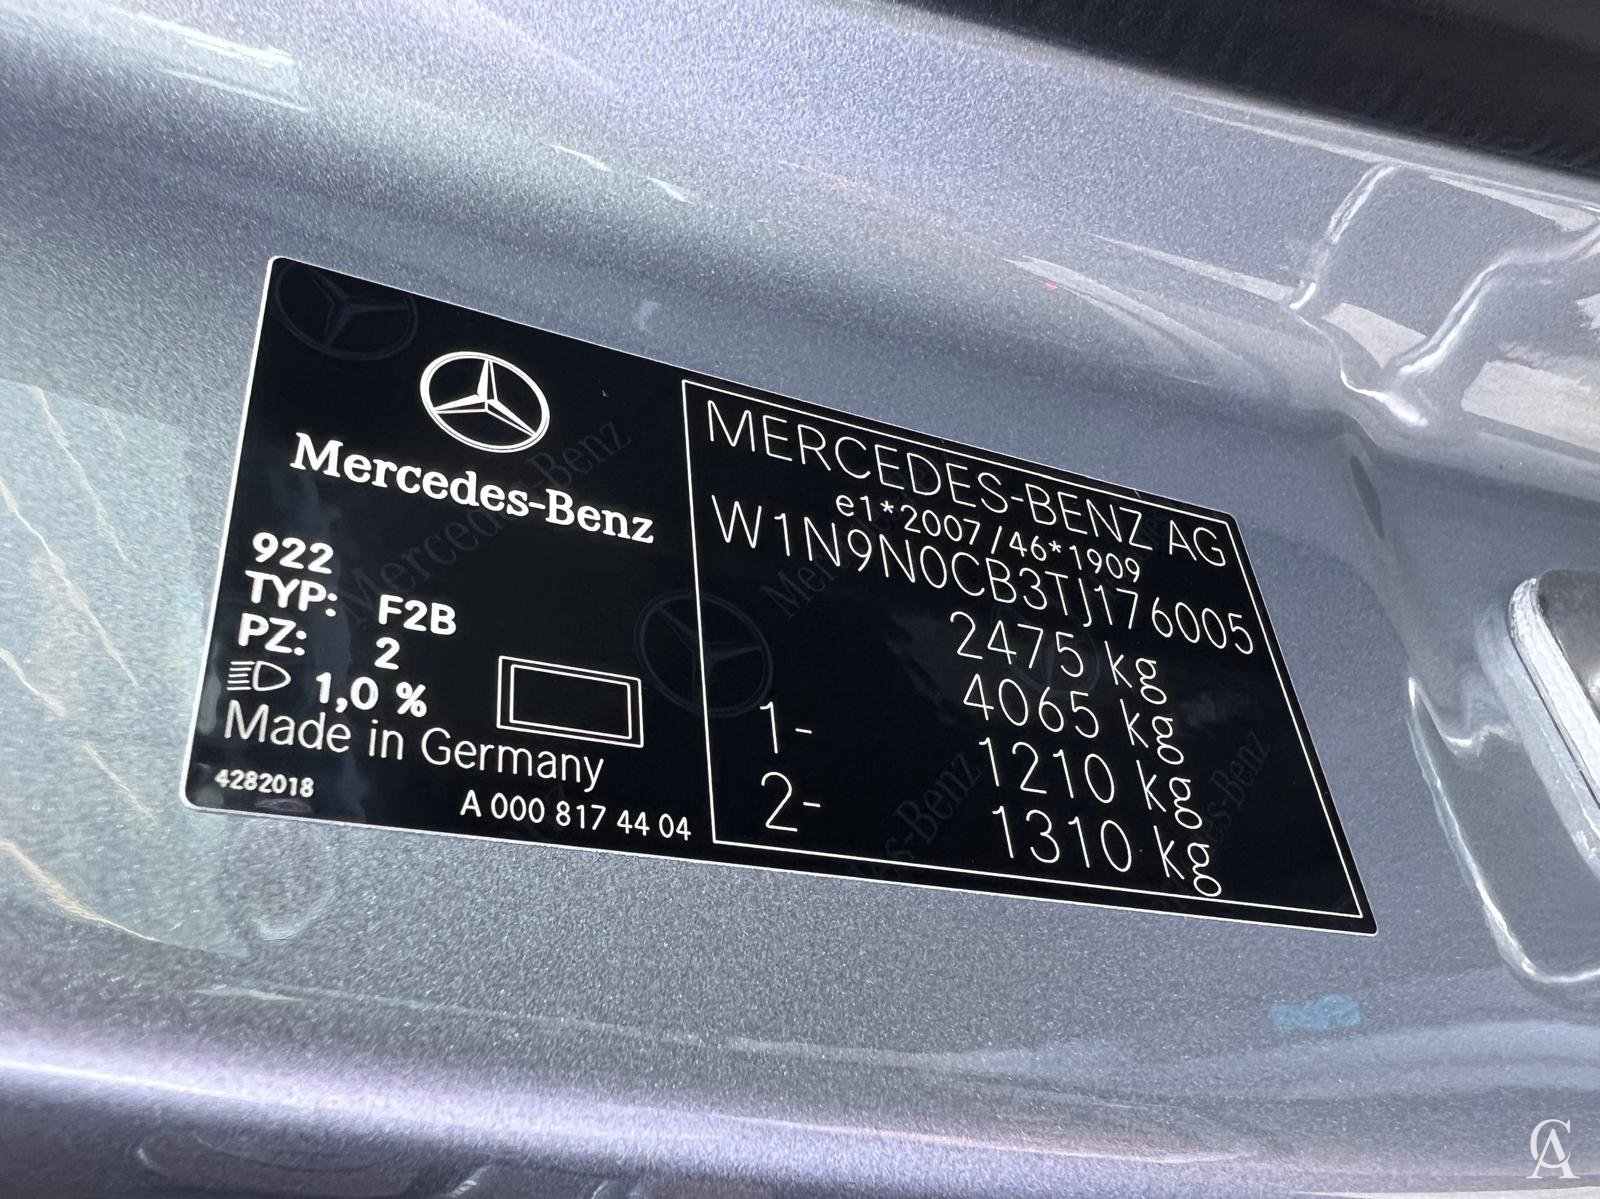 Mercedes-Benz
922
TYP: F2B
PZ: 2
1,0 %
Made in Germany
4282018
A 000 817 44 04
MERCEDES-BENZ AG
e1*2007/46*1909
W1N9N0CB3TJ176005
2475 kg
4065 kg
1- 1210 kg
2- 1310 kg